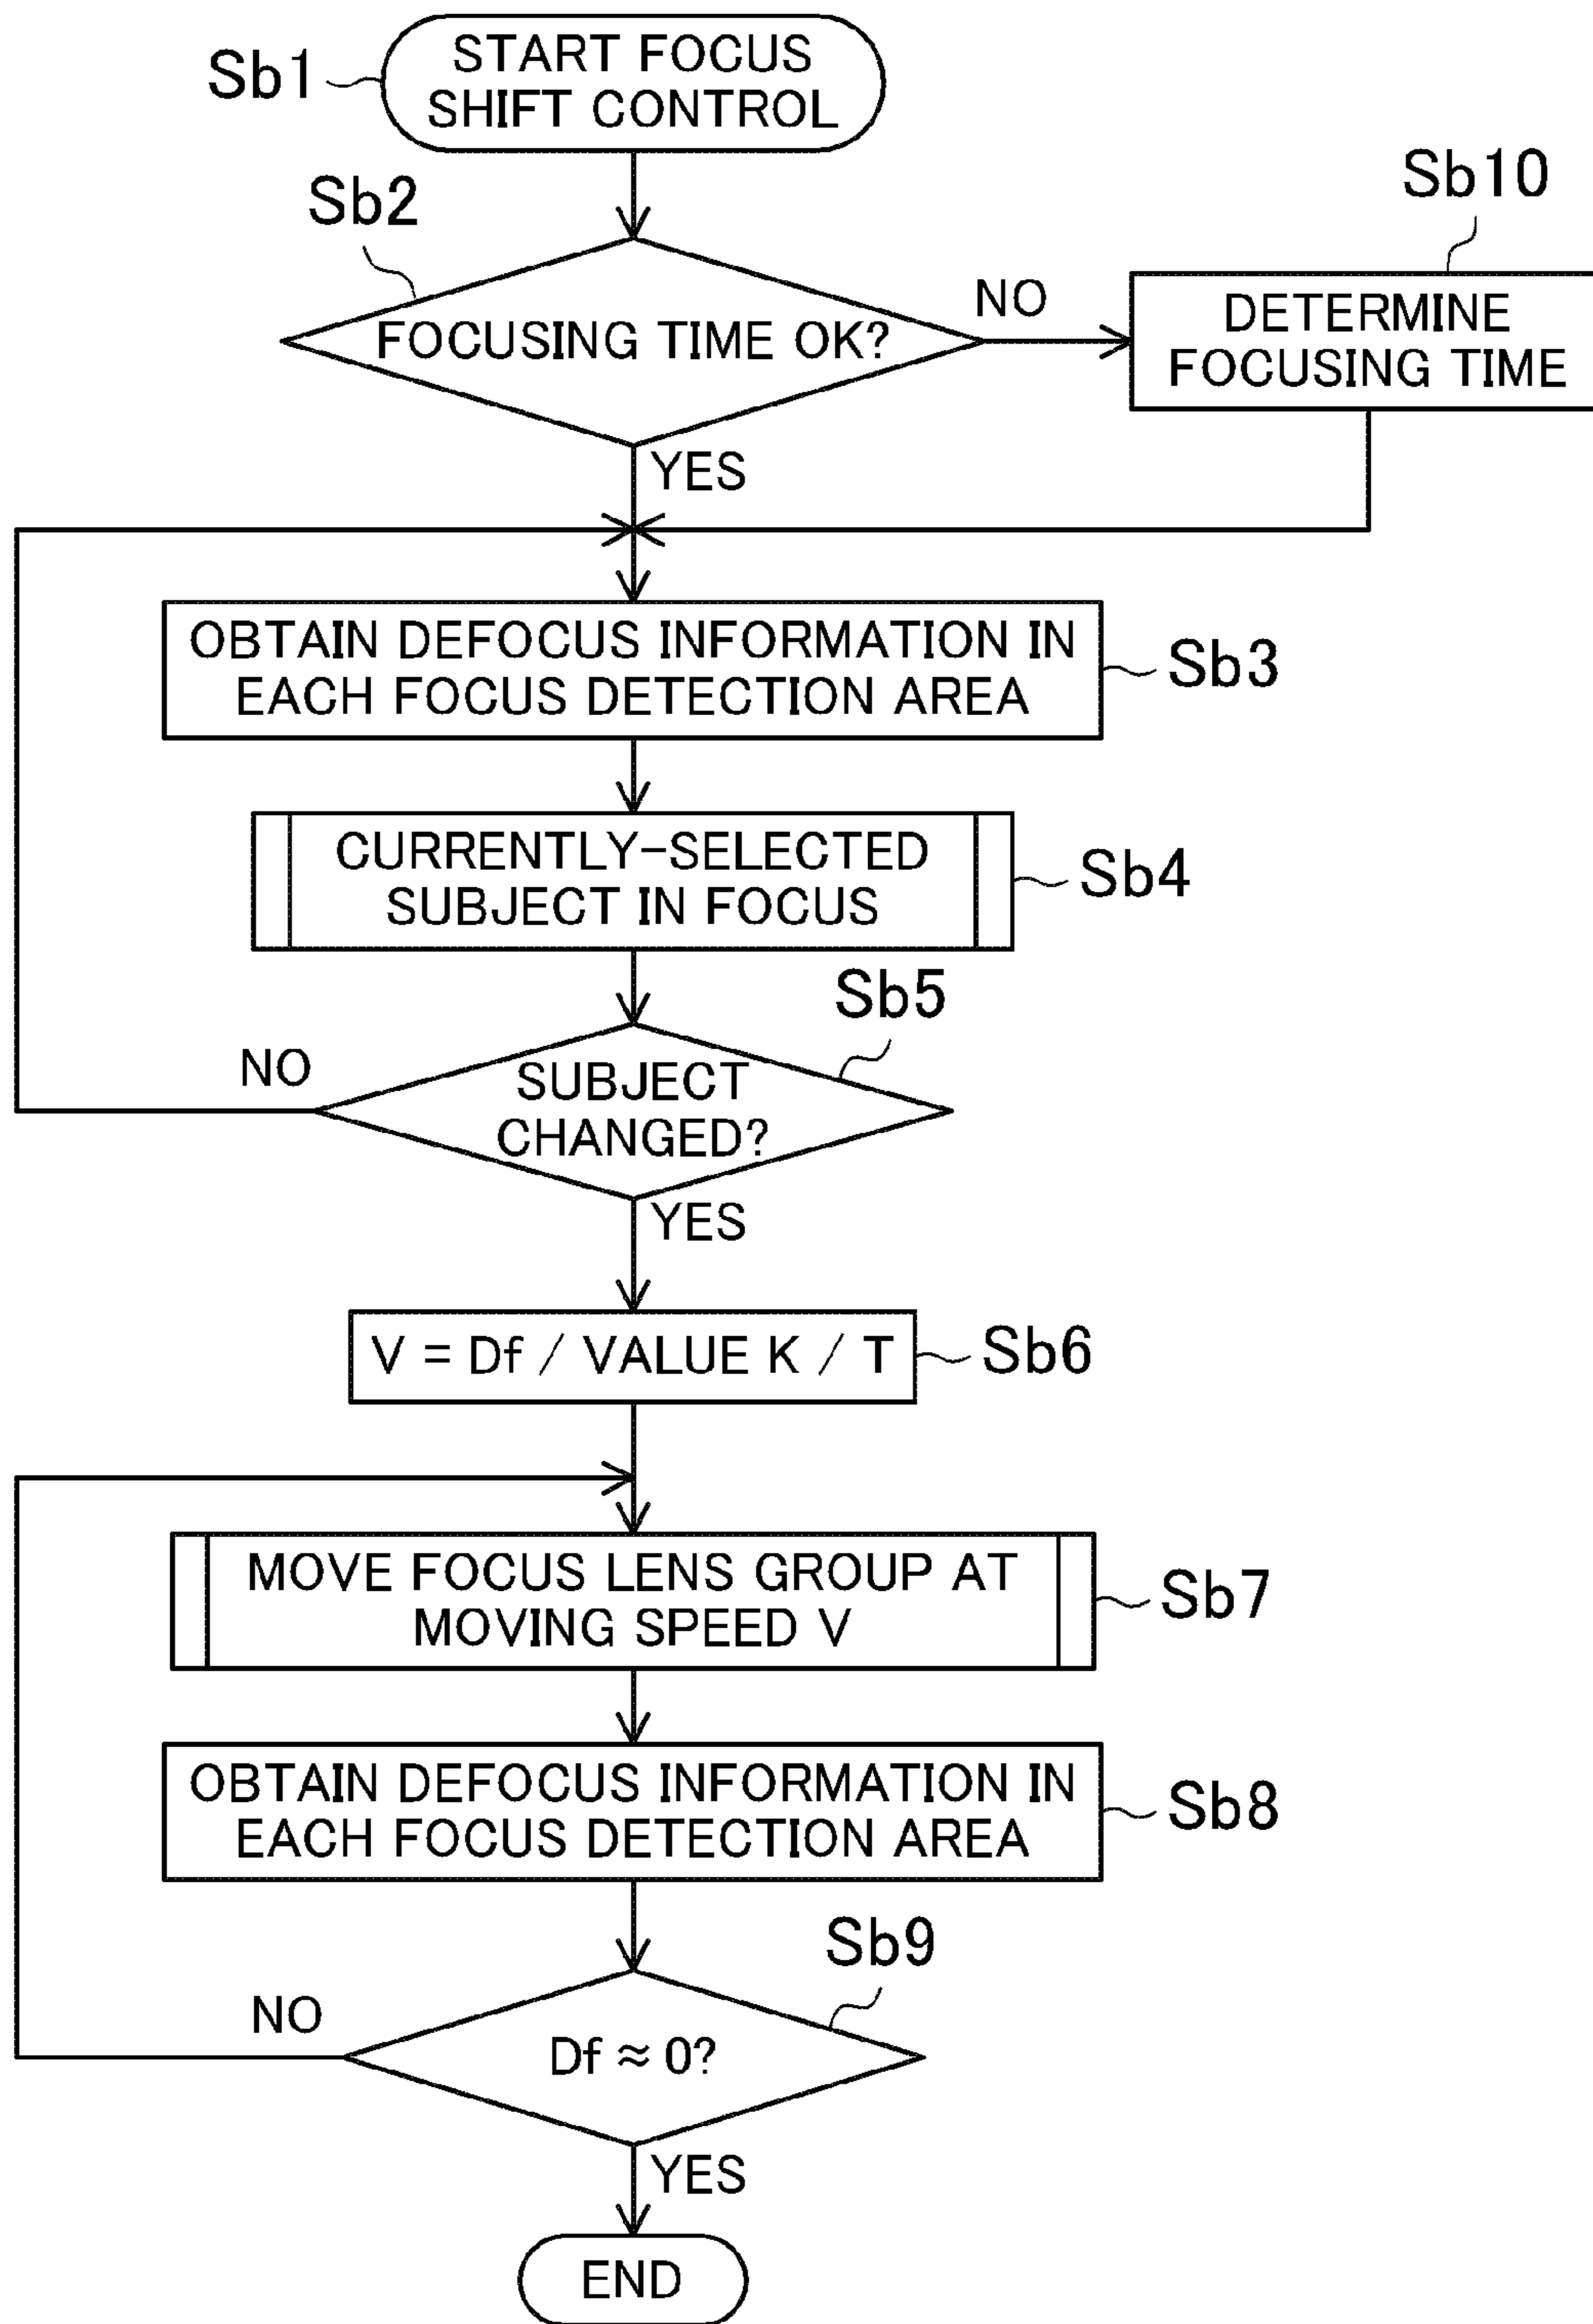 Sb1
START FOCUS
SHIFT CONTROL
Sb2
FOCUSING TIME OK?
NO
Sb10
DETERMINE
FOCUSING TIME
YES
OBTAIN DEFOCUS INFORMATION IN
EACH FOCUS DETECTION AREA
Sb3
CURRENTLY-SELECTED
SUBJECT IN FOCUS
Sb4
Sb5
NO
SUBJECT
CHANGED?
YES
V = Df / VALUE K / T
Sb6
MOVE FOCUS LENS GROUP AT
MOVING SPEED V
Sb7
OBTAIN DEFOCUS INFORMATION IN
EACH FOCUS DETECTION AREA
Sb8
Sb9
NO
Df ≈ 0?
YES
END